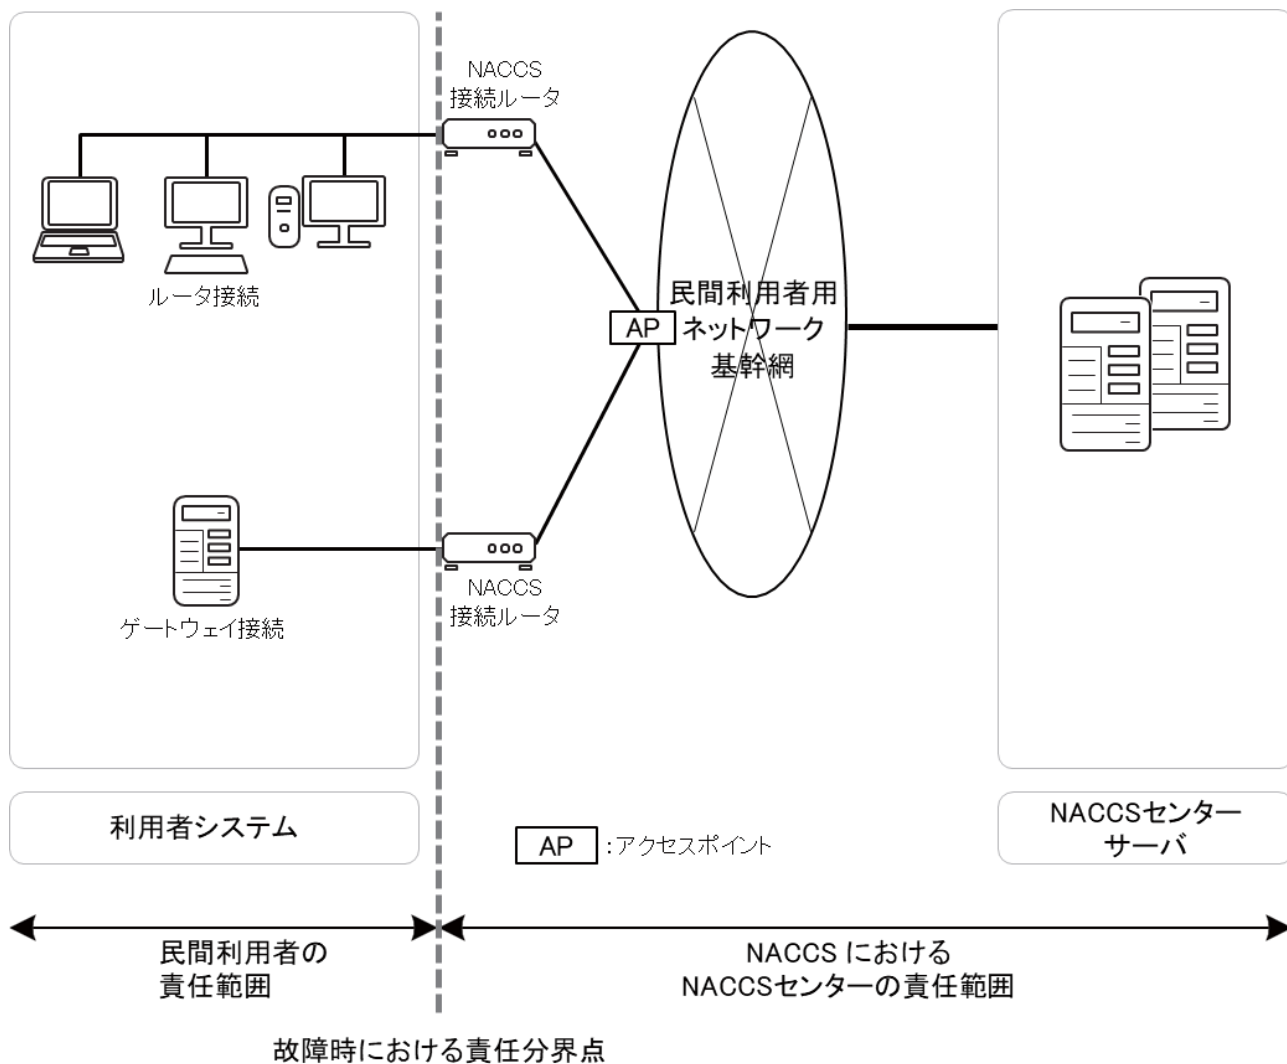 NACCS
接続ルータ
ルータ接続
民間利用者用
ネットワーク
基幹網
AP
ゲートウェイ接続
NACCS
接続ルータ
利用者システム
AP :アクセスポイント
NACCSセンター
サーバ
民間利用者の
責任範囲
NACCS における
NACCSセンターの責任範囲
故障時における責任分界点